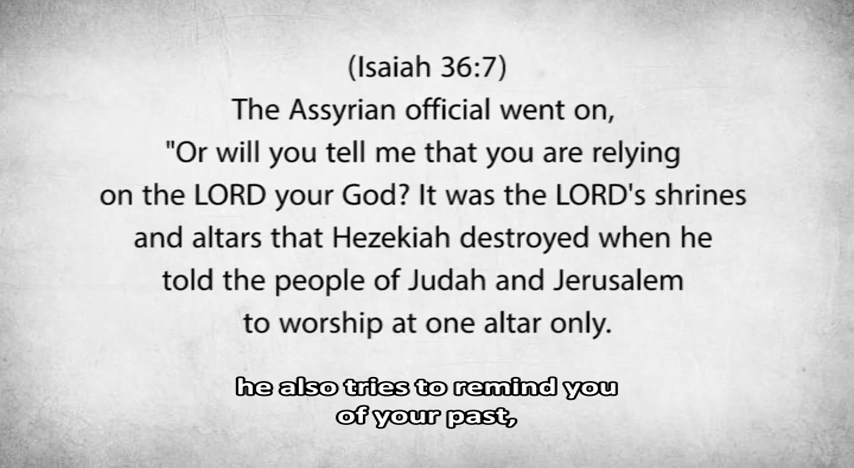 (Isaiah 36:7)
The Assyrian official went on,
"Or will you tell me that you are relying
on the LORD your God? It was the LORD's shrines
and altars that Hezekiah destroyed when he
told the people of Judah and Jerusalem
to worship at one altar only.
he also tries to remind you
of your past,